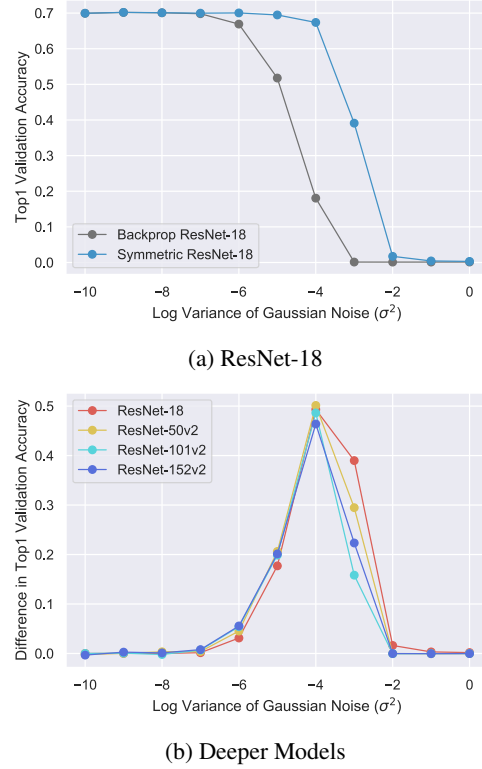 0.7
0.6
0.5
0.4
0.3
0.2
0.1
0.0
Top1 Validation Accuracy
Backprop ResNet-18
Symmetric ResNet-18
−10 −8 −6 −4 −2 0
Log Variance of Gaussian Noise (σ²)
(a) ResNet-18
0.5
0.4
0.3
0.2
0.1
0.0
Difference in Top1 Validation Accuracy
ResNet-18
ResNet-50v2
ResNet-101v2
ResNet-152v2
−10 −8 −6 −4 −2 0
Log Variance of Gaussian Noise (σ²)
(b) Deeper Models